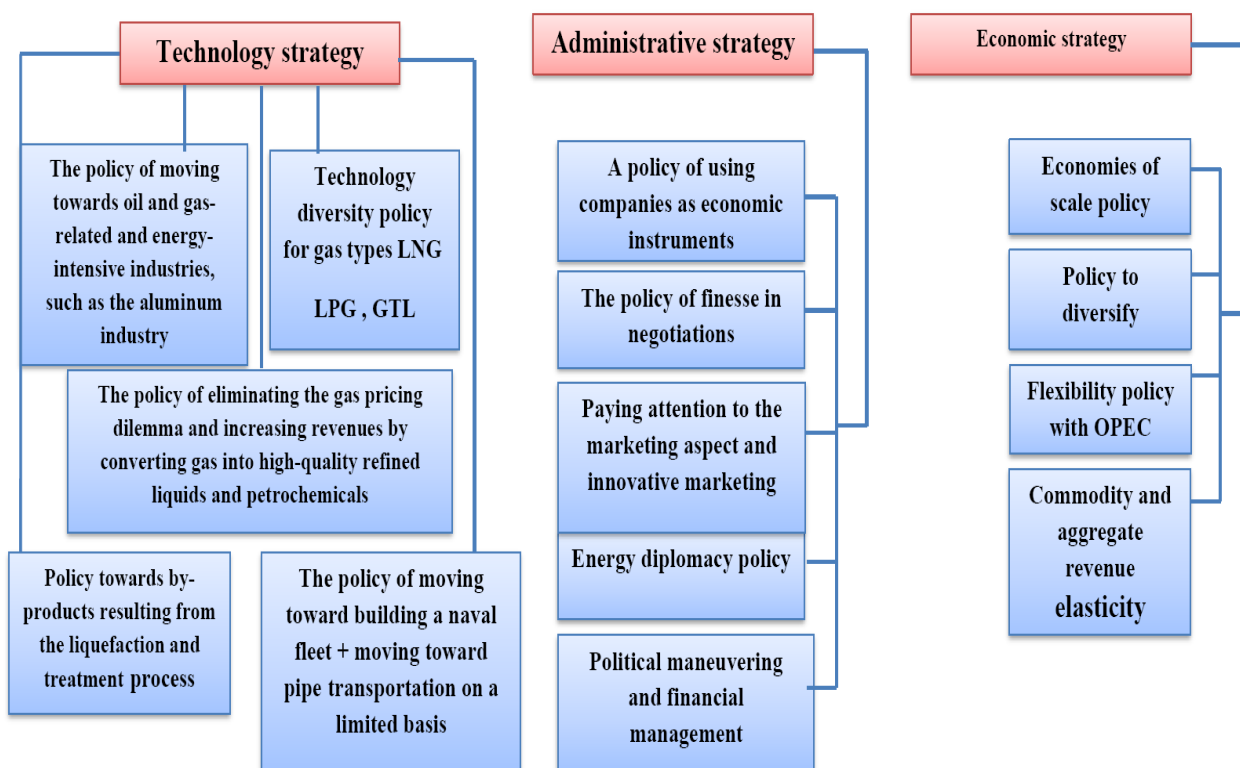 Technology strategy
The policy of moving
towards oil and gas-
related and energy-
intensive industries,
such as the aluminum
industry
Technology
diversity policy
for gas types LNG
LPG , GTL
The policy of eliminating the gas pricing
dilemma and increasing revenues by
converting gas into high-quality refined
liquids and petrochemicals
Policy towards by-
products resulting from
the liquefaction and
treatment process
The policy of moving
toward building a naval
fleet + moving toward
pipe transportation on a
limited basis
Administrative strategy
A policy of using
companies as economic
instruments
The policy of finesse in
negotiations
Paying attention to the
marketing aspect and
innovative marketing
Energy diplomacy policy
Political maneuvering
and financial
management
Economic strategy
Economies of
scale policy
Policy to
diversify
Flexibility policy
with OPEC
Commodity and
aggregate
revenue
elasticity